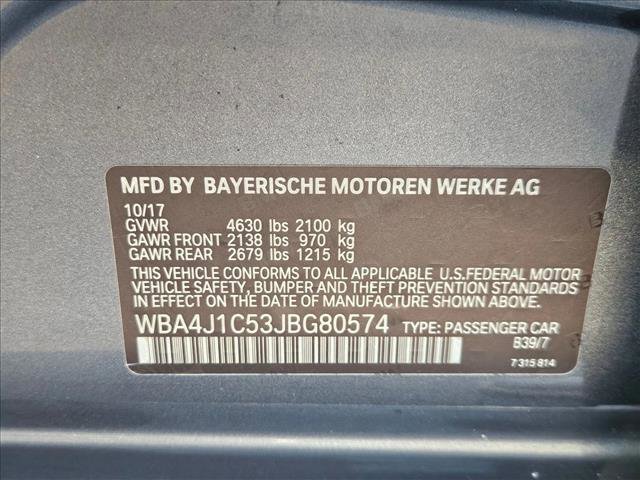 MFD BY BAYERISCHE MOTOREN WERKE AG
10/17
GVWR 4630 lbs 2100 kg
GAWR FRONT 2138 lbs 970 kg
GAWR REAR 2679 lbs 1215 kg
THIS VEHICLE CONFORMS TO ALL APPLICABLE U.S.FEDERAL MOTOR
VEHICLE SAFETY, BUMPER AND THEFT PREVENTION STANDARDS
IN EFFECT ON THE DATE OF MANUFACTURE SHOWN ABOVE.
WBA4J1C53JBG80574 TYPE: PASSENGER CAR
B39/7
7 315 814